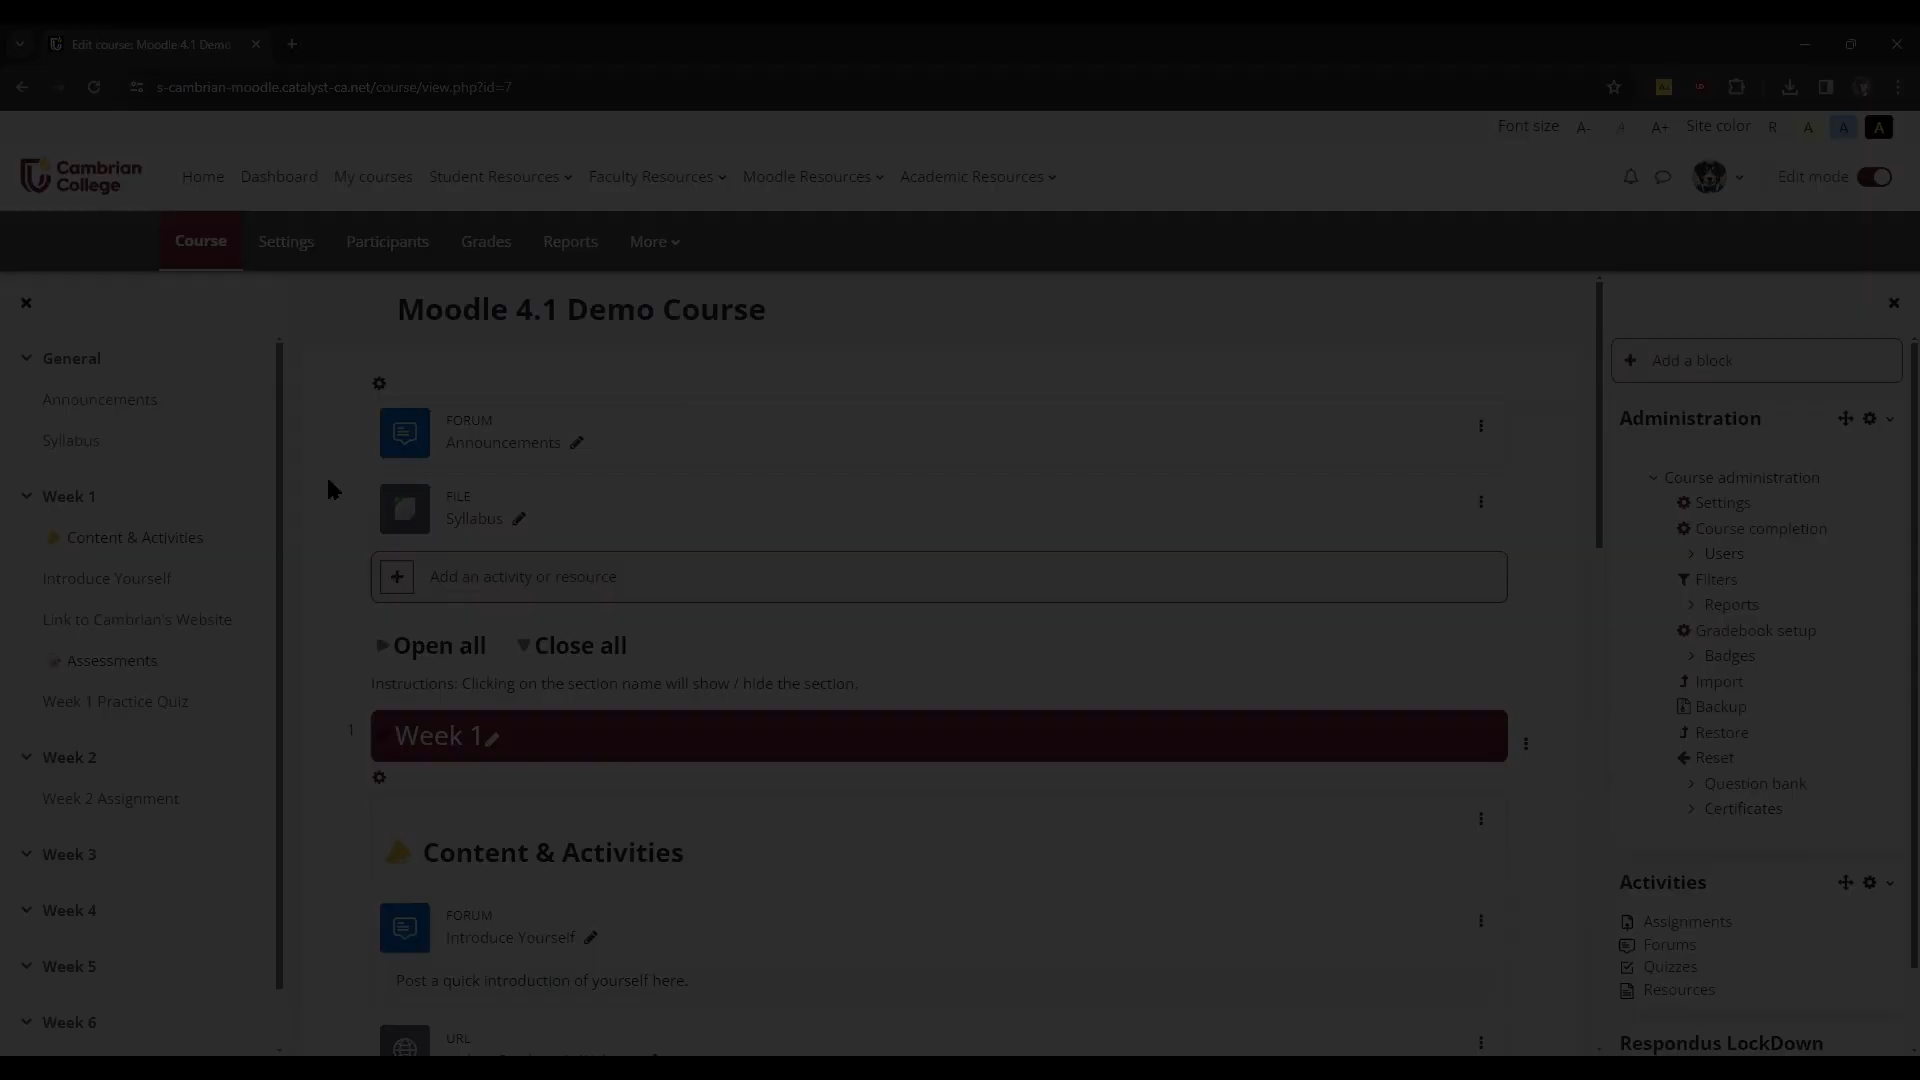 Edit course: Moodle 4.1 Demo
s-cambrian-moodle.catalyst-ca.net/course/view.php?id=7
Font size A- A A+ Site color R A A A
Cambrian College
Home Dashboard My courses Student Resources Faculty Resources Moodle Resources Academic Resources
Edit mode
Course Settings Participants Grades Reports More
General
Announcements
Syllabus
Week 1
Content & Activities
Introduce Yourself
Link to Cambrian's Website
Assessments
Week 1 Practice Quiz
Week 2
Week 2 Assignment
Week 3
Week 4
Week 5
Week 6
Moodle 4.1 Demo Course
FORUM
Announcements
FILE
Syllabus
Add an activity or resource
Open all Close all
Instructions: Clicking on the section name will show / hide the section.
1
Week 1
Content & Activities
FORUM
Introduce Yourself
Post a quick introduction of yourself here.
URL
Add a block
Administration
Course administration
Settings
Course completion
Users
Filters
Reports
Gradebook setup
Badges
Import
Backup
Restore
Reset
Question bank
Certificates
Activities
Assignments
Forums
Quizzes
Resources
Respondus LockDown